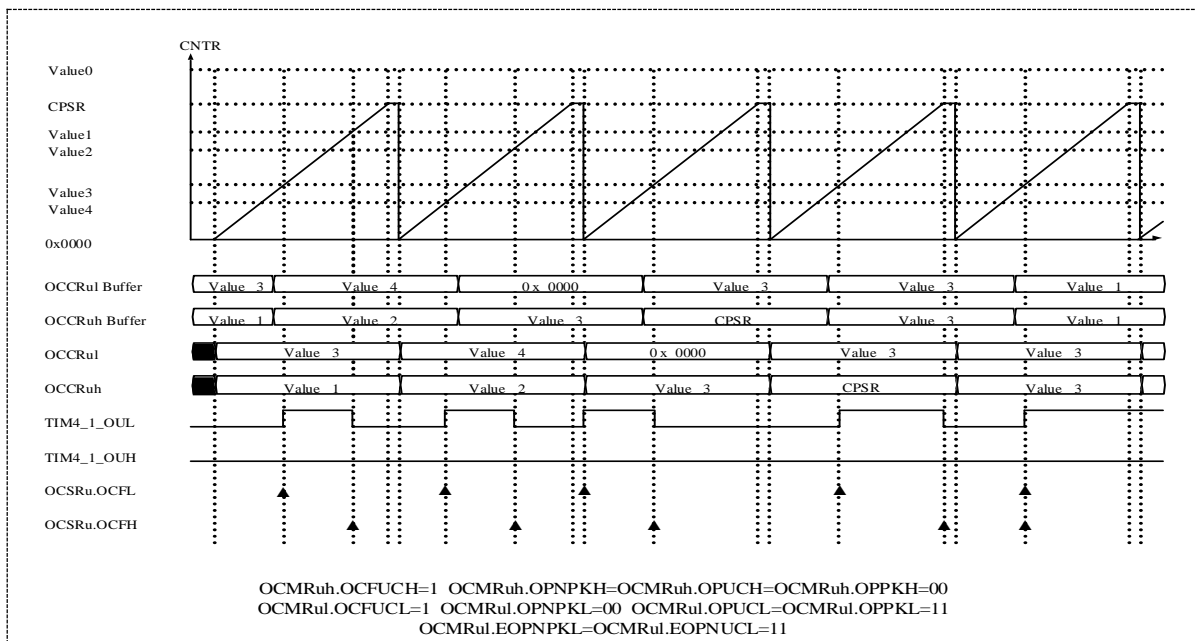 CNTR
Value0
CPSR
Value1
Value2
Value3
Value4
0x0000
OCCRul Buffer Value 3 Value 4 0 x 0000 Value 3 Value 3 Value 1
OCCRuh Buffer Value 1 Value 2 Value 3 CPSR Value 3 Value 1
OCCRul Value 3 Value 4 0 x 0000 Value 3 Value 3
OCCRuh Value 1 Value 2 Value 3 CPSR Value 3
TIM4_1_OUL
TIM4_1_OUH
OCSRu.OCFL
OCSRu.OCFH
OCMRuh.OCFUCH=1 OCMRuh.OPNPKH=OCMRuh.OPUCH=OCMRuh.OPPKH=00
OCMRul.OCFUCL=1 OCMRul.OPNPKL=00 OCMRul.OPUCL=OCMRul.OPPKL=11
OCMRul.EOPNPKL=OCMRul.EOPNUCL=11